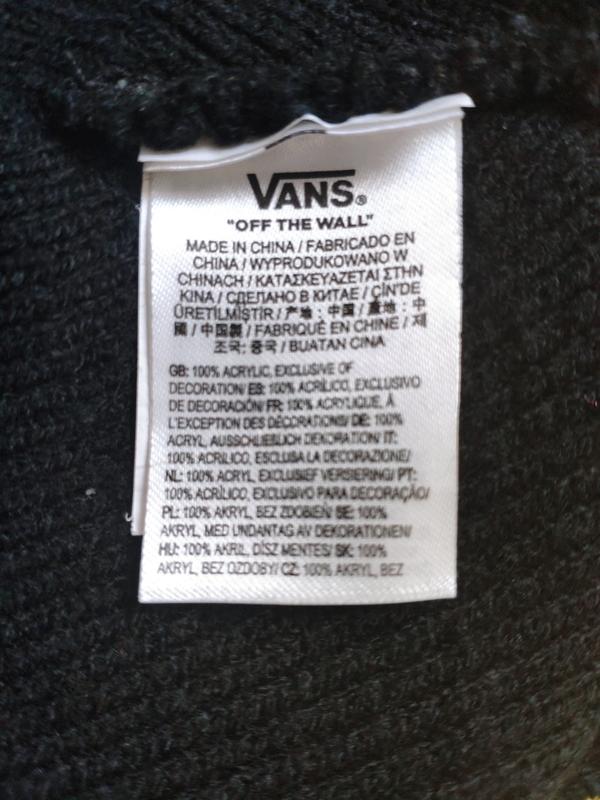 VANS®
"OFF THE WALL"
MADE IN CHINA / FABRICADO EN
CHINA / WYPRODUKOWANO W
CHINACH / ΚΑΤΑΣΚΕΥΑΖΕΤΑΙ ΣΤΗΝ
ΚΙΝΑ / СДЕЛАНО В КИТАЕ / ÇİN'DE
ÜRETİLMİŞTİR / 产地：中国 / 產地：中
國 / 中国製 / FABRIQUÉ EN CHINE / 제
조국: 중국 / BUATAN CINA
GB: 100% ACRYLIC, EXCLUSIVE OF
DECORATION/ ES: 100% ACRÍLICO, EXCLUSIVO
DE DECORACIÓN/ FR: 100% ACRYLIQUE, À
L'EXCEPTION DES DÉCORATIONS/ DE: 100%
ACRYL, AUSSCHLIEBLICH DEKORATION/ IT:
100% ACRILICO, ESCLUSA LA DECORAZIONE/
NL: 100% ACRYL, EXCLUSIEF VERSIERING/ PT:
100% ACRÍLICO, EXCLUSIVO PARA DECORAÇÃO/
PL: 100% AKRYL, BEZ ZDOBIEŃ/ SE: 100%
AKRYL, MED UNDANTAG AV DEKORATIONEN/
HU: 100% AKRIL, DÍSZ MENTES/ SK: 100%
AKRYL, BEZ OZDOBY/ CZ: 100% AKRYL, BEZ